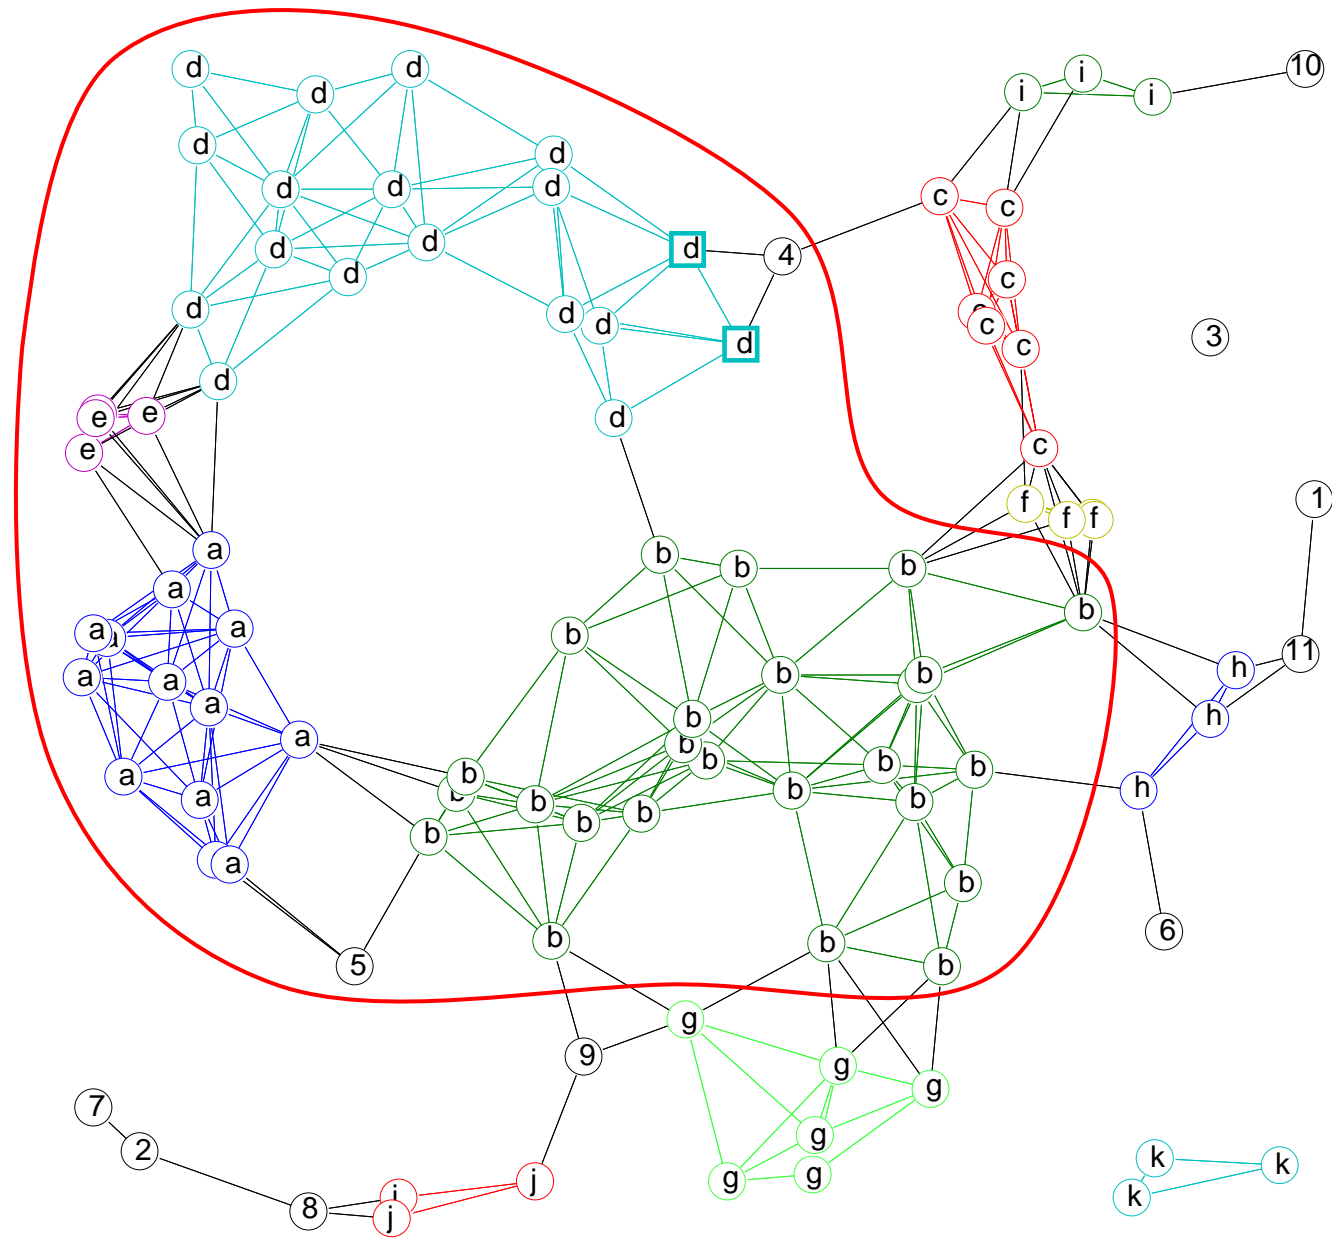 d d d i i i 10
d d
d d d d c c
d d d d 4
d d c
d d d c c 3
d d
e e d d
e c
f f f 1
a b b b
a b
a a a b h 11
a a b b
a b h
a b b b b b
a a b b b b b h
b b
a b
b b b 6
5 b
g
9
g
7 g
2 g
k k
g g j
8 j k